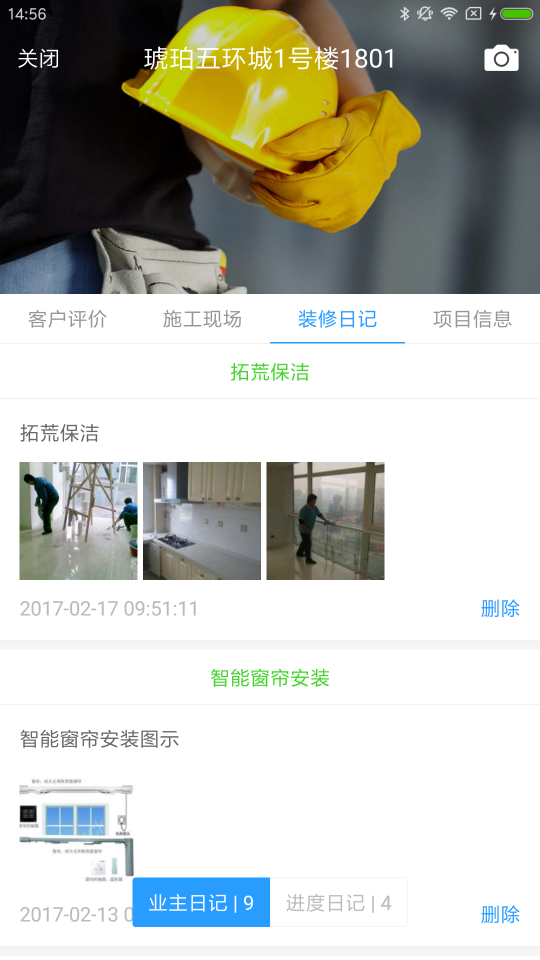 14:56
关闭
琥珀五环城1号楼1801
客户评价
施工现场
装修日记
项目信息
拓荒保洁
拓荒保洁
2017-02-17 09:51:11
删除
智能窗帘安装
智能窗帘安装图示
2017-02-13 0
删除
业主日记 | 9
进度日记 | 4